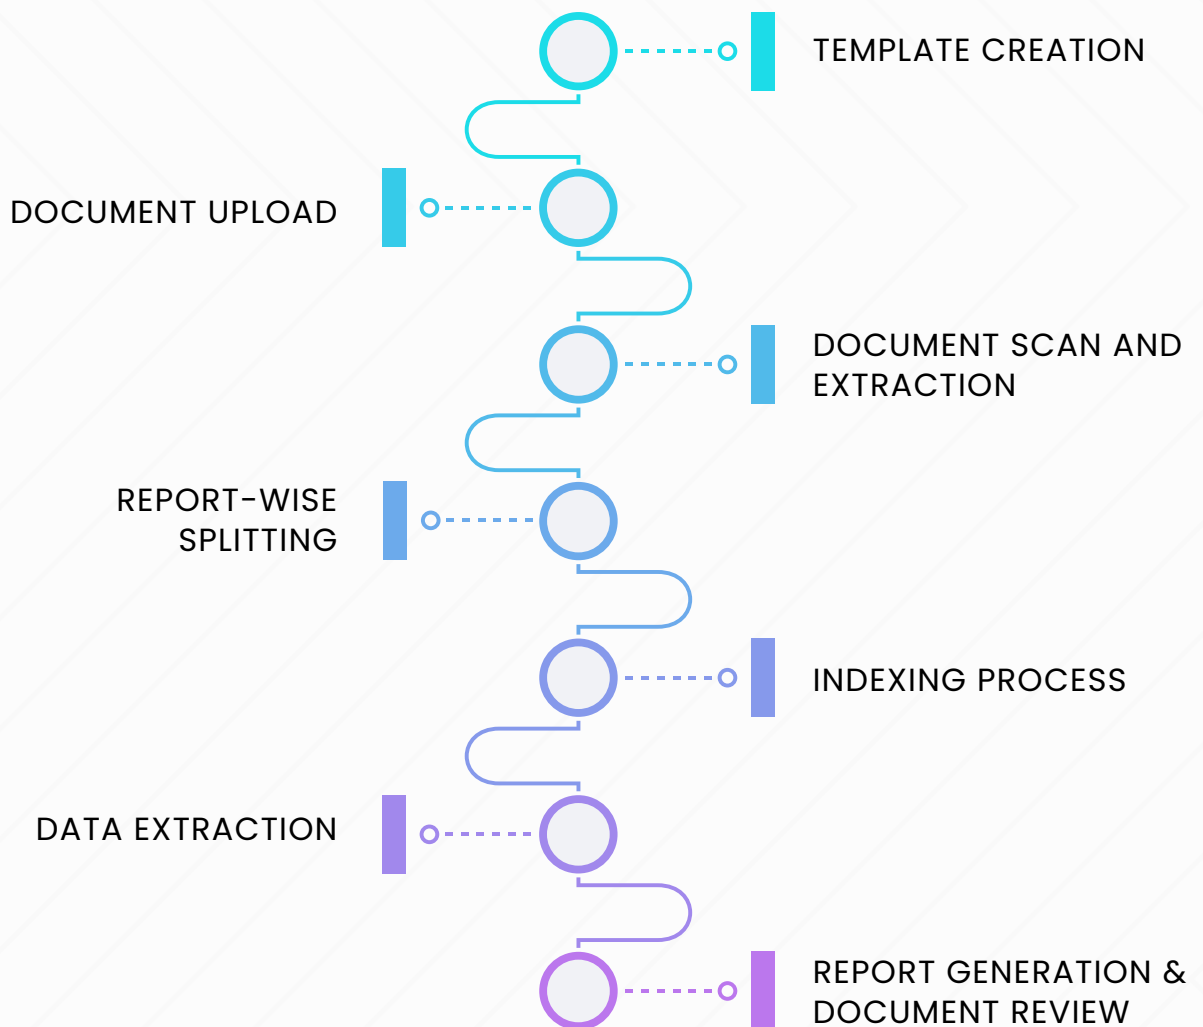 TEMPLATE CREATION
DOCUMENT UPLOAD
DOCUMENT SCAN AND
EXTRACTION
REPORT-WISE
SPLITTING
INDEXING PROCESS
DATA EXTRACTION
REPORT GENERATION &
DOCUMENT REVIEW